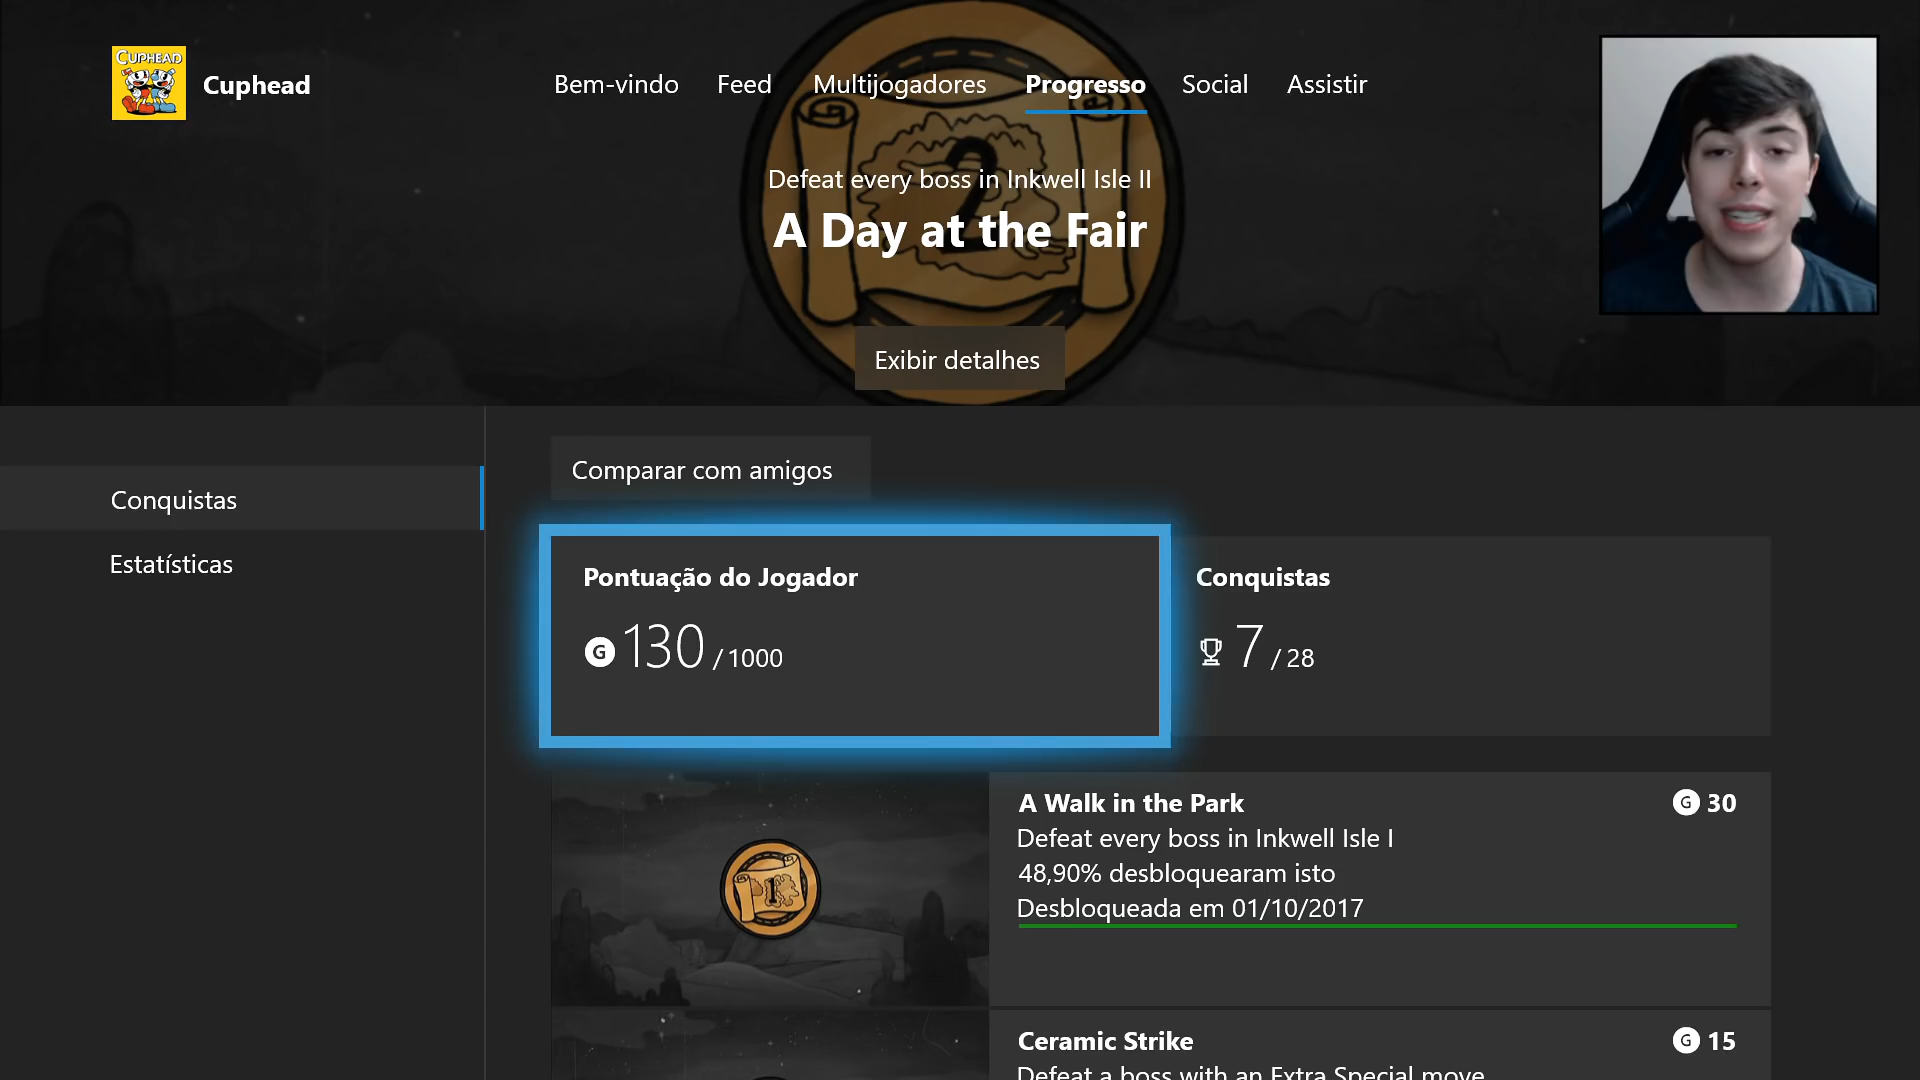 CUPHEAD
Cuphead
Bem-vindo
Feed
Multijogadores
Progresso
Social
Assistir
2
Defeat every boss in Inkwell Isle II
A Day at the Fair
Exibir detalhes
Conquistas
Estatísticas
Comparar com amigos
Pontuação do Jogador
G 130 / 1000
Conquistas
7 / 28
1
A Walk in the Park
G 30
Defeat every boss in Inkwell Isle I
48,90% desbloquearam isto
Desbloqueada em 01/10/2017
Ceramic Strike
G 15
Defeat a boss with an Extra Special move